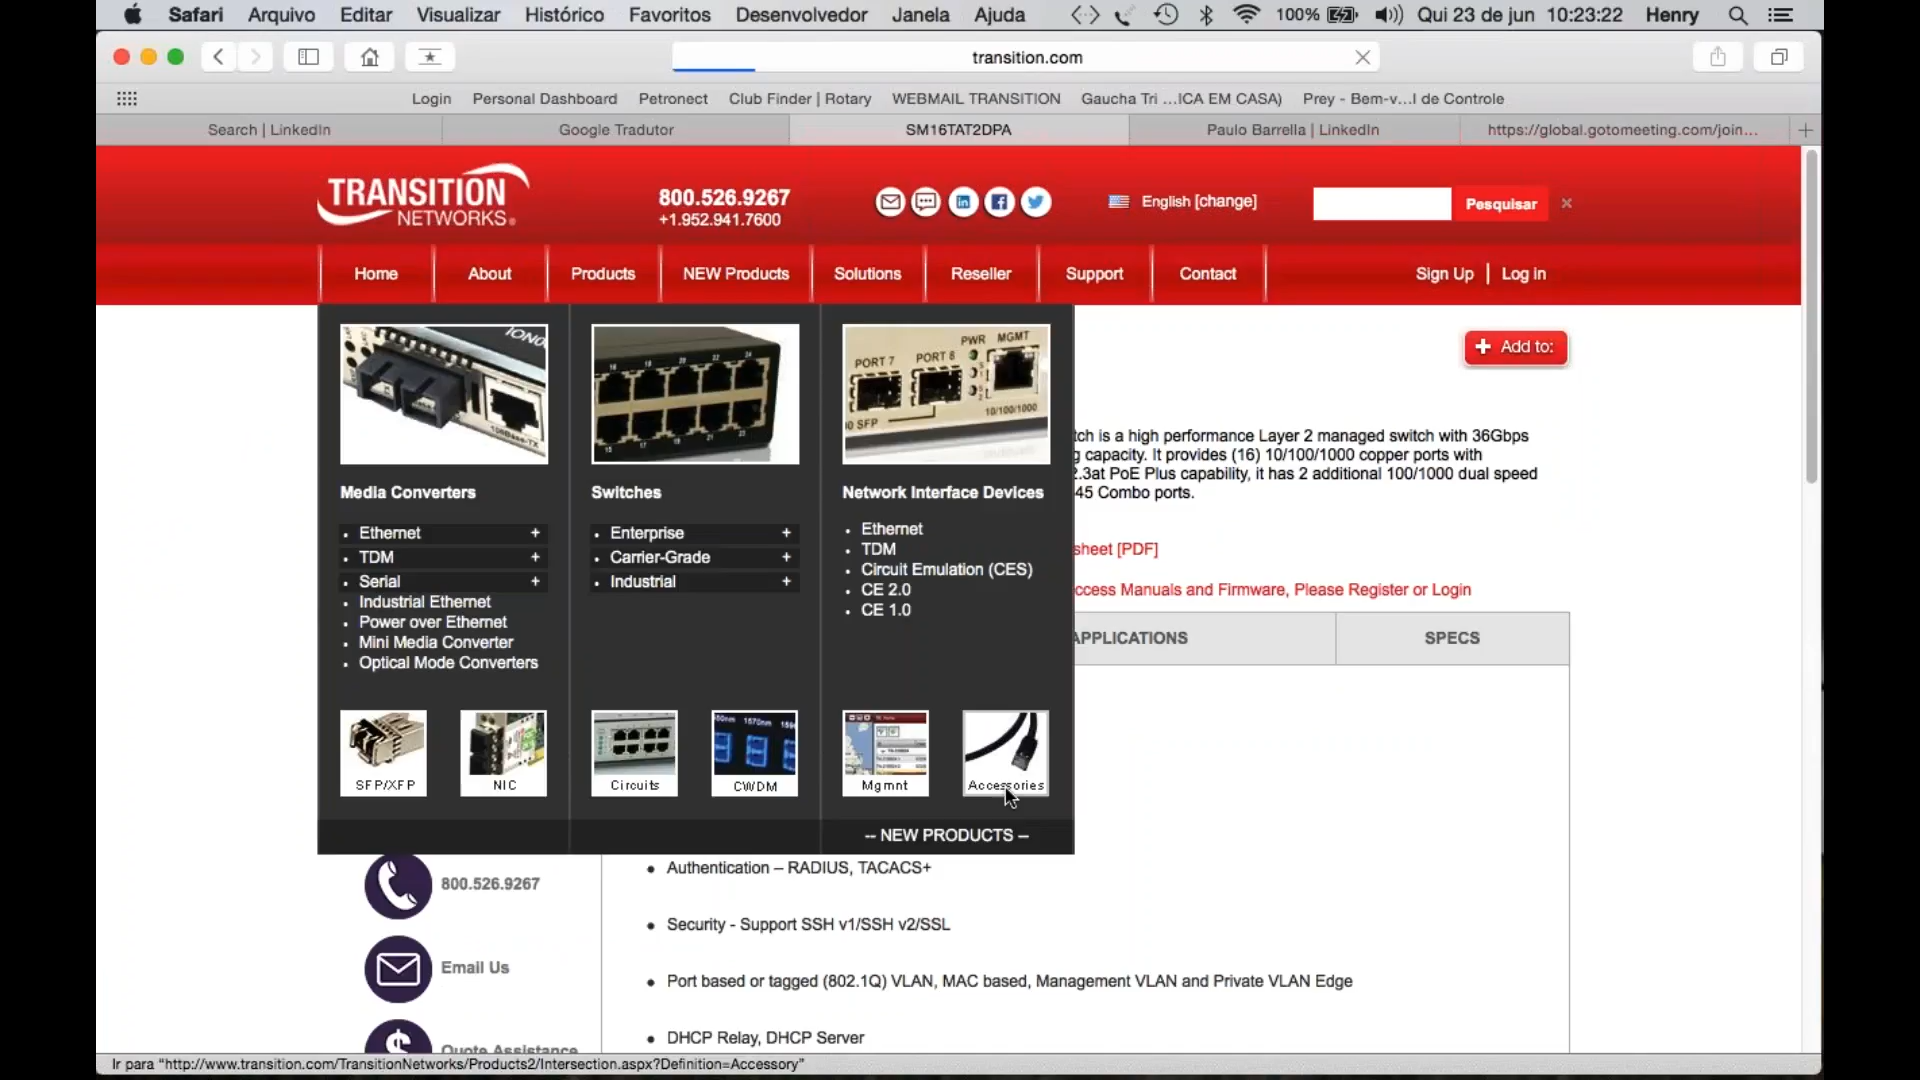 Safari Arquivo Editar Visualizar Histórico Favoritos Desenvolvedor Janela Ajuda 100% Qui 23 de jun 10:23:22 Henry
transition.com
Login Personal Dashboard Petronect Club Finder | Rotary WEBMAIL TRANSITION Gaucha Tri ...ICA EM CASA) Prey - Bem-v...l de Controle
Search | LinkedIn Google Tradutor SM16TAT2DPA Paulo Barrella | LinkedIn https://global.gotomeeting.com/join... +
TRANSITION
NETWORKS®
800.526.9267
+1.952.941.7600
English [change]
Pesquisar ×
Home About Products NEW Products Solutions Reseller Support Contact Sign Up | Log in
+ Add to:
PORT 7 PORT 8 PWR MGMT
10/100/1000
tch is a high performance Layer 2 managed switch with 36Gbps
g capacity. It provides (16) 10/100/1000 copper ports with
.3at PoE Plus capability, it has 2 additional 100/1000 dual speed
45 Combo ports.
sheet [PDF]
ccess Manuals and Firmware, Please Register or Login
APPLICATIONS SPECS
Media Converters
• Ethernet +
• TDM +
• Serial +
• Industrial Ethernet
• Power over Ethernet
• Mini Media Converter
• Optical Mode Converters
Switches
• Enterprise +
• Carrier-Grade +
• Industrial +
Network Interface Devices
• Ethernet
• TDM
• Circuit Emulation (CES)
• CE 2.0
• CE 1.0
SFP/XFP NIC Circuits CWDM Mgmnt Accessories
-- NEW PRODUCTS --
800.526.9267
Email Us
Quote Assistance
• Authentication – RADIUS, TACACS+
• Security - Support SSH v1/SSH v2/SSL
• Port based or tagged (802.1Q) VLAN, MAC based, Management VLAN and Private VLAN Edge
• DHCP Relay, DHCP Server
Ir para "http://www.transition.com/TransitionNetworks/Products2/Intersection.aspx?Definition=Accessory"